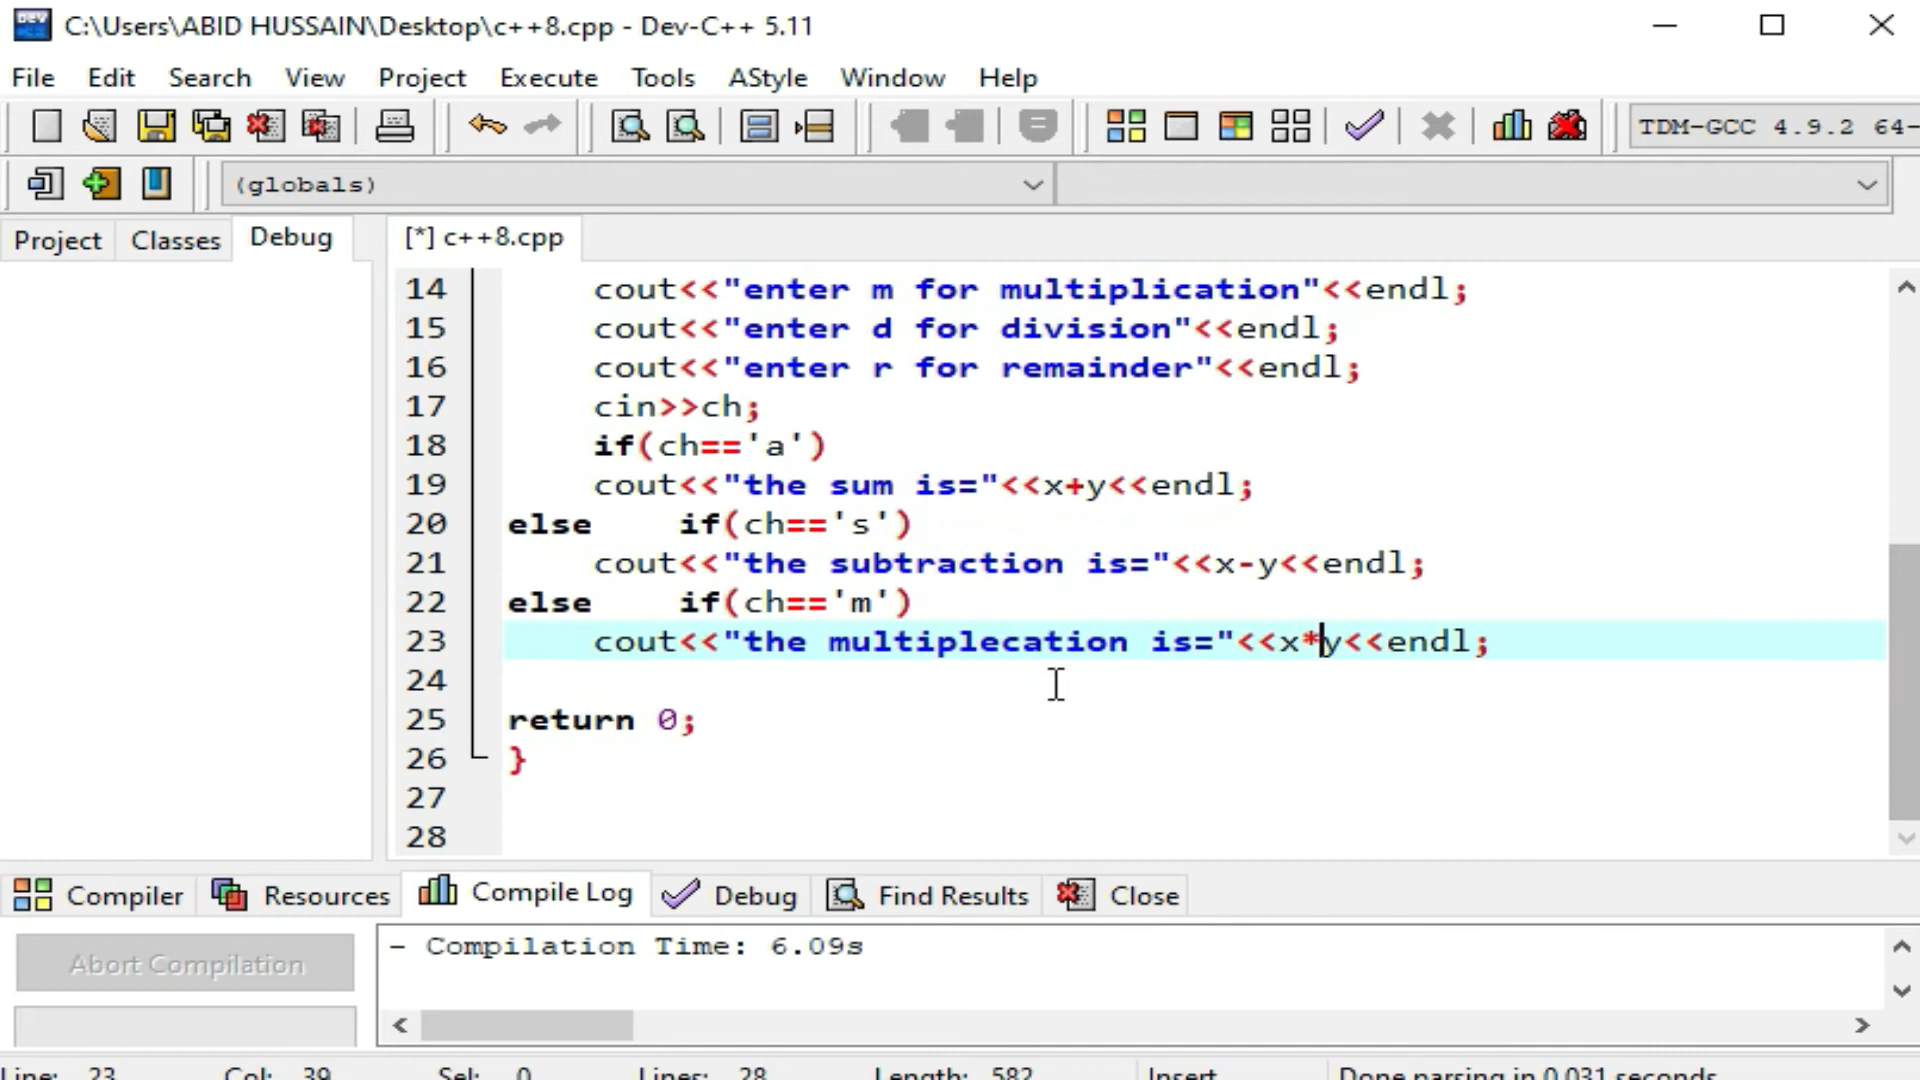 C:\Users\ABID HUSSAIN\Desktop\c++8.cpp - Dev-C++ 5.11
File Edit Search View Project Execute Tools AStyle Window Help
TDM-GCC 4.9.2 64-
(globals)
Project Classes Debug [*] c++8.cpp
14 cout<<"enter m for multiplication"<<endl;
15 cout<<"enter d for division"<<endl;
16 cout<<"enter r for remainder"<<endl;
17 cin>>ch;
18 if(ch=='a')
19 cout<<"the sum is="<<x+y<<endl;
20 else if(ch=='s')
21 cout<<"the subtraction is="<<x-y<<endl;
22 else if(ch=='m')
23 cout<<"the multiplecation is="<<x*y<<endl;
24
25 return 0;
26 }
27
28
Compiler Resources Compile Log Debug Find Results Close
Abort Compilation
- Compilation Time: 6.09s
Line: 23 Col: 39 Sel: 0 Lines: 28 Length: 582 Insert Done parsing in 0.031 seconds